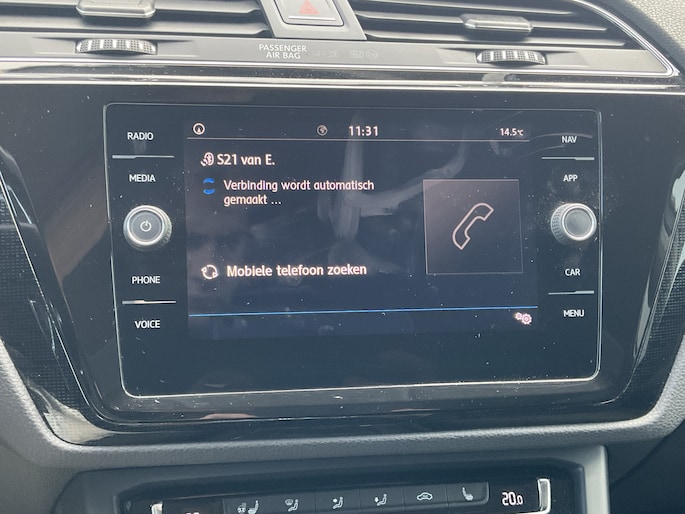 PASSENGER
AIR BAG
RADIO
MEDIA
PHONE
VOICE
11:31
14.5°C
S21 van E.
Verbinding wordt automatisch
gemaakt ...
Mobiele telefoon zoeken
NAV
APP
CAR
MENU
20.0